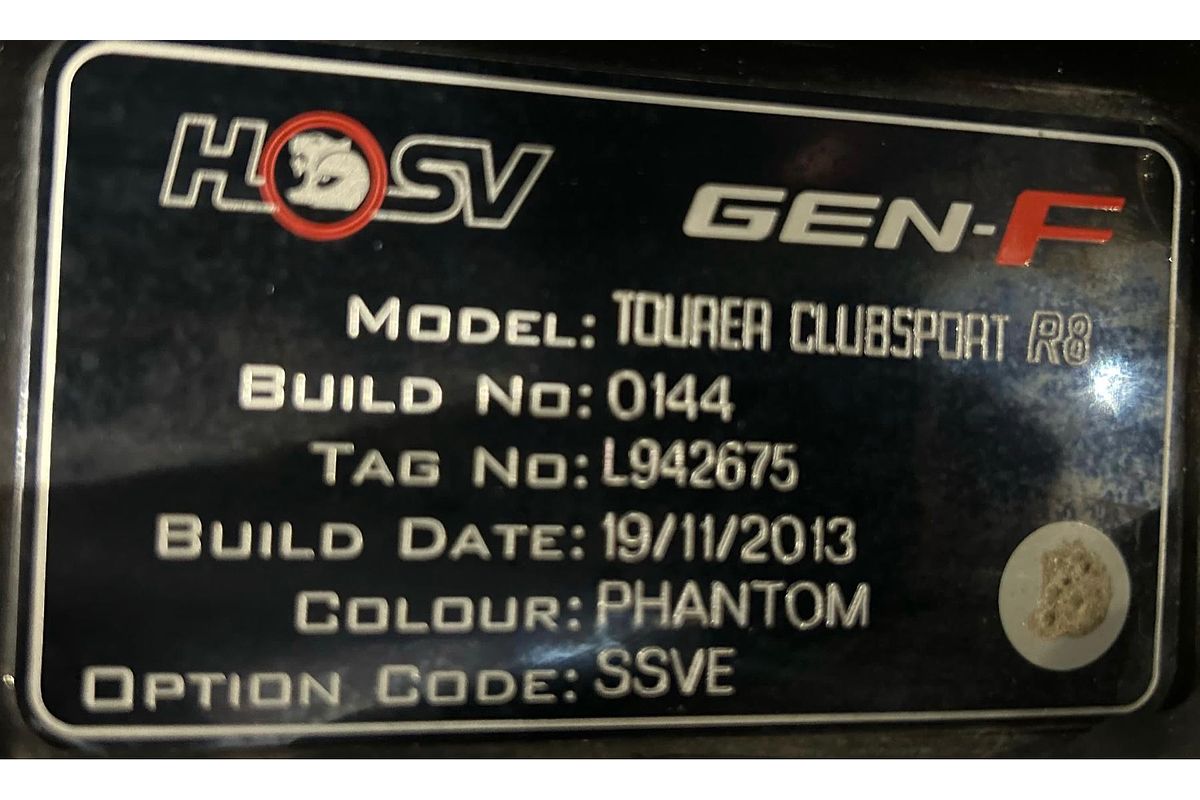 HSV GEN-F
MODEL: TOURER CLUBSPORT R8
BUILD NO: 0144
TAG NO: L942675
BUILD DATE: 19/11/2013
COLOUR: PHANTOM
OPTION CODE: SSVE